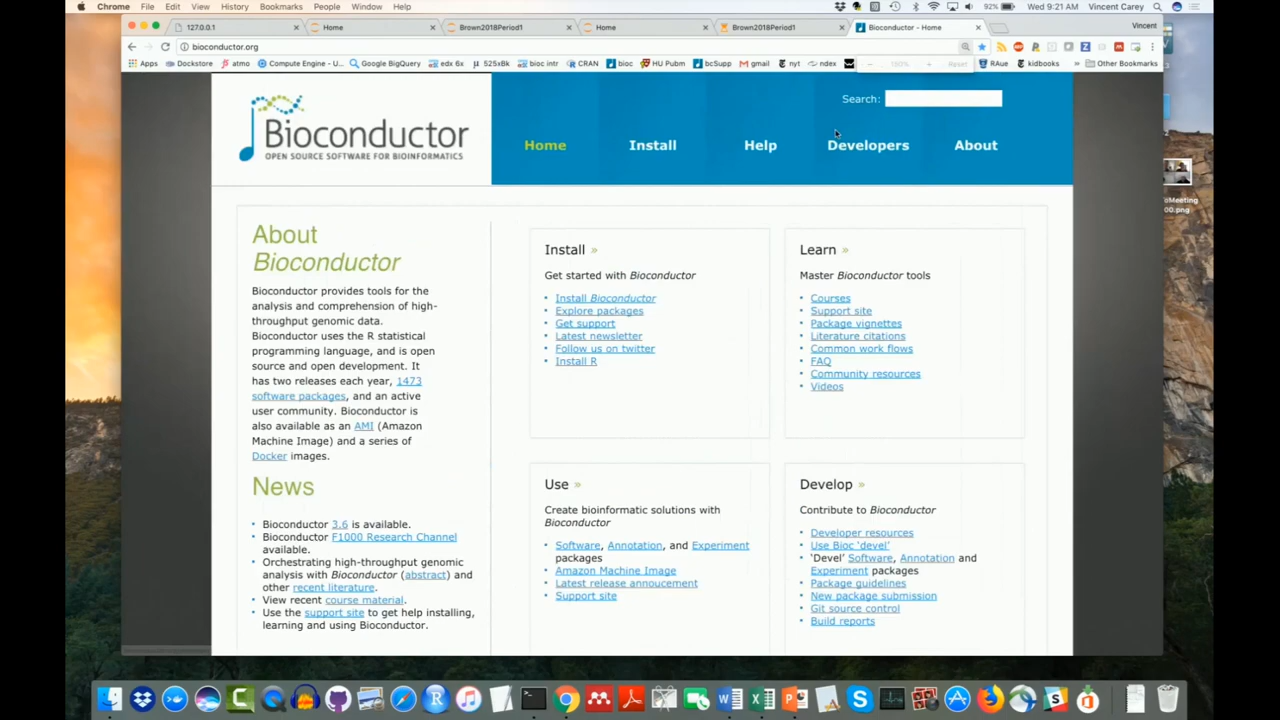 Chrome File Edit View History Bookmarks People Window Help 92% Wed 9:21 AM Vincent Carey
127.0.0.1 Home Brown2018Period1 Home Brown2018Period1 Bioconductor - Home Vincent
bioconductor.org
Apps Dockstore atmo Compute Engine - U... Google BigQuery edx 6x 525xBk bioc intr CRAN bioc HU Pubm bcSupp gmail nyt ndex 100% Reset RAue kidbooks Other Bookmarks
Search:
Bioconductor
OPEN SOURCE SOFTWARE FOR BIOINFORMATICS
Home Install Help Developers About
About
Bioconductor
Bioconductor provides tools for the
analysis and comprehension of high-
throughput genomic data.
Bioconductor uses the R statistical
programming language, and is open
source and open development. It
has two releases each year, 1473
software packages, and an active
user community. Bioconductor is
also available as an AMI (Amazon
Machine Image) and a series of
Docker images.
News
• Bioconductor 3.6 is available.
• Bioconductor F1000 Research Channel
available.
• Orchestrating high-throughput genomic
analysis with Bioconductor (abstract) and
other recent literature.
• View recent course material.
• Use the support site to get help installing,
learning and using Bioconductor.
Install »
Get started with Bioconductor
• Install Bioconductor
• Explore packages
• Get support
• Latest newsletter
• Follow us on twitter
• Install R
Learn »
Master Bioconductor tools
• Courses
• Support site
• Package vignettes
• Literature citations
• Common work flows
• FAQ
• Community resources
• Videos
Use »
Create bioinformatic solutions with
Bioconductor
• Software, Annotation, and Experiment
packages
• Amazon Machine Image
• Latest release annoucement
• Support site
Develop »
Contribute to Bioconductor
• Developer resources
• Use Bioc 'devel'
• 'Devel' Software, Annotation and
Experiment packages
• Package guidelines
• New package submission
• Git source control
• Build reports
oMeeting
00.png